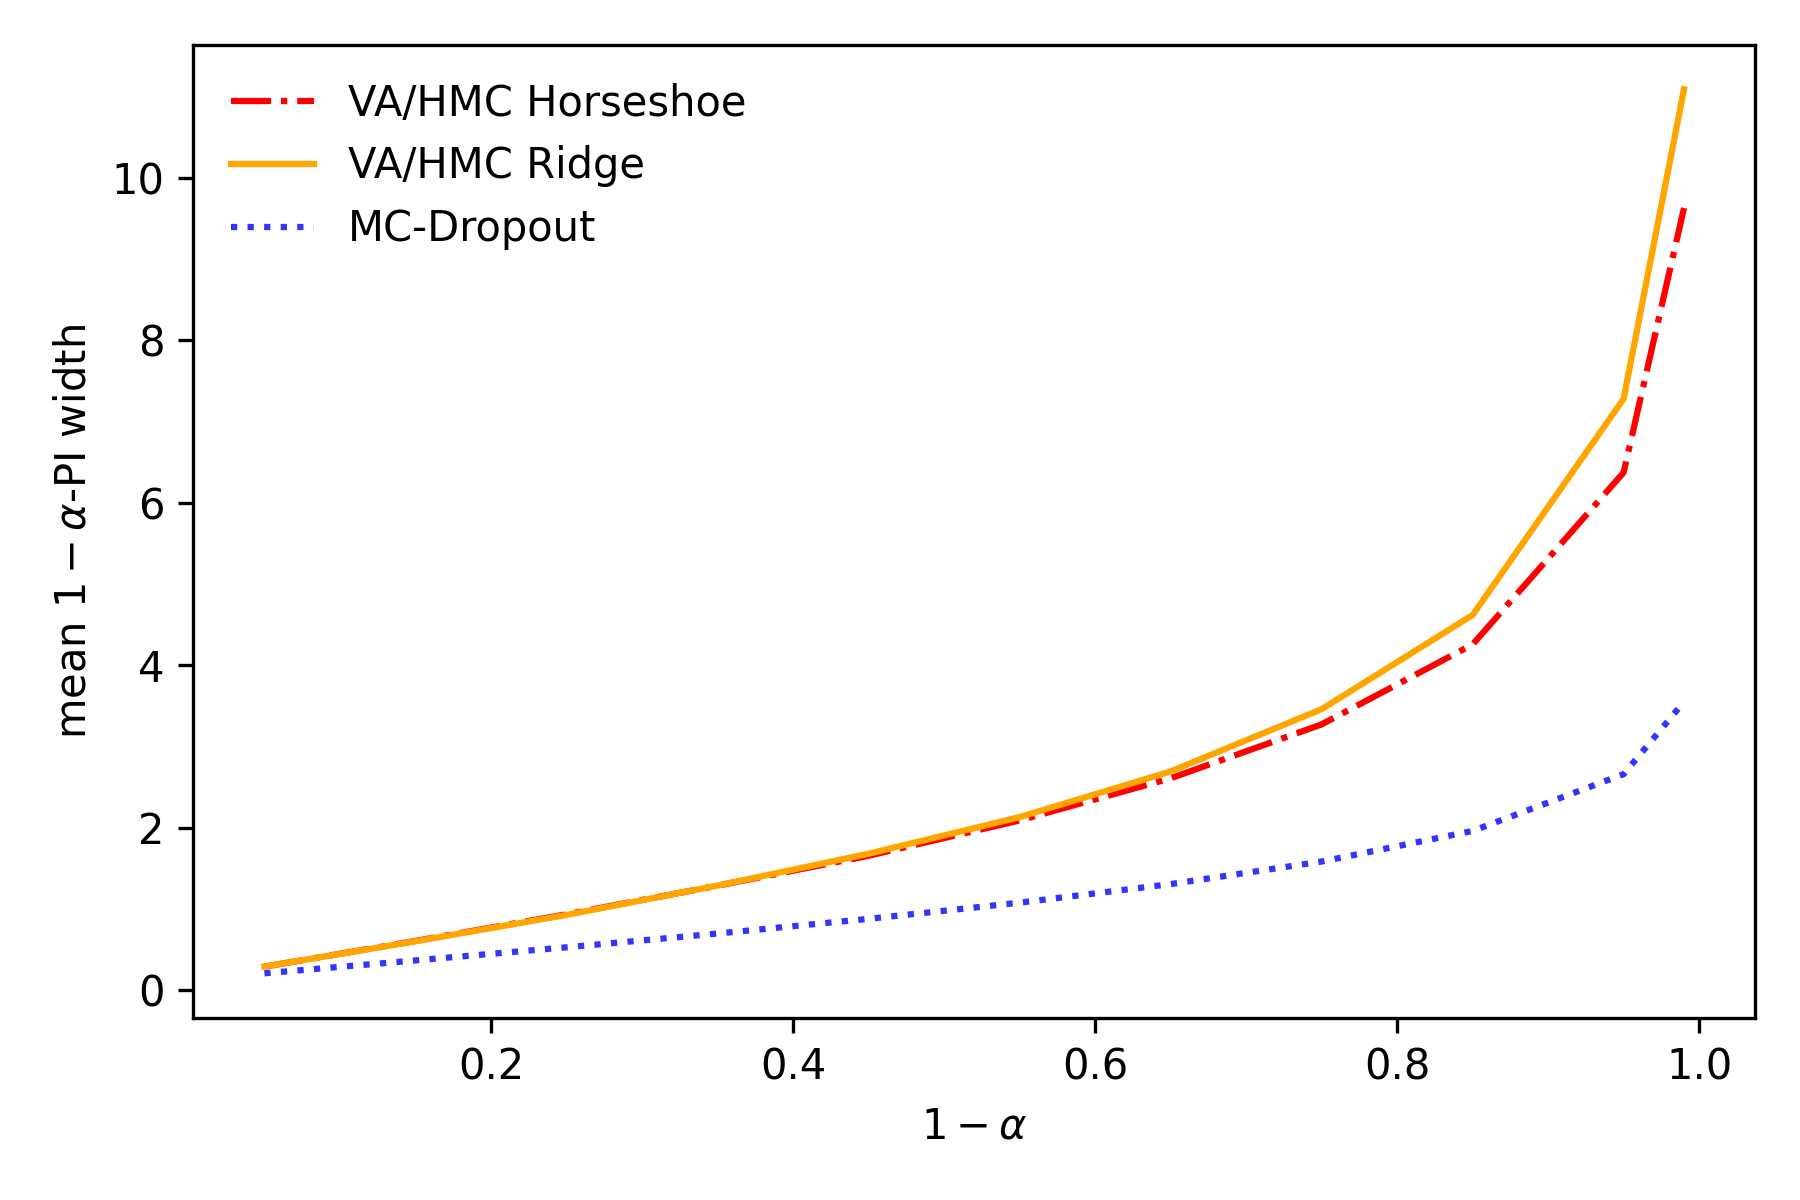 VA/HMC Horseshoe
VA/HMC Ridge
MC-Dropout
mean 1 − α-PI width
10
8
6
4
2
0
0.2 0.4 0.6 0.8 1.0
1 − α